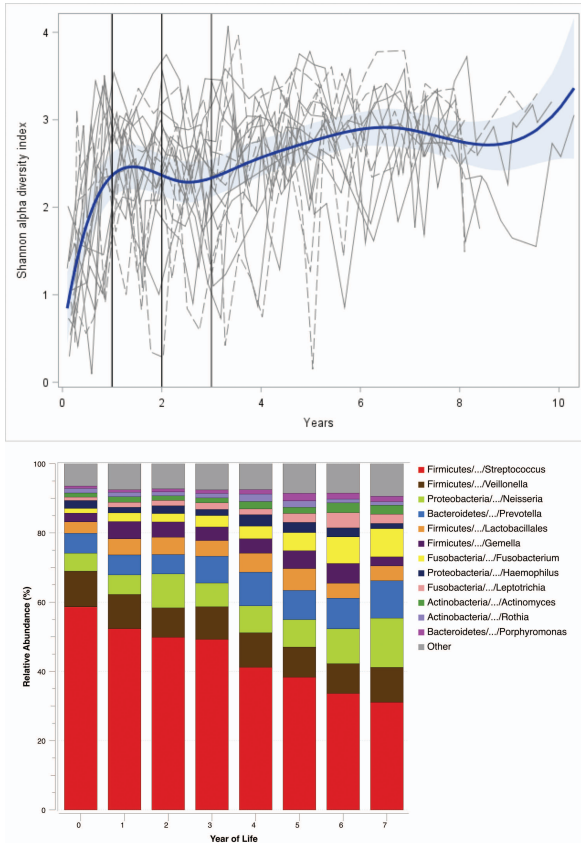 Shannon alpha diversity index
4
3
2
1
0
0 2 4 6 8 10
Years
Relative Abundance (%)
100
80
60
40
20
0
0 1 2 3 4 5 6 7
Year of Life
Firmicutes/.../Streptococcus
Firmicutes/.../Veillonella
Proteobacteria/.../Neisseria
Bacteroidetes/.../Prevotella
Firmicutes/.../Lactobacillales
Firmicutes/.../Gemella
Fusobacteria/.../Fusobacterium
Proteobacteria/.../Haemophilus
Fusobacteria/.../Leptotrichia
Actinobacteria/.../Actinomyces
Actinobacteria/.../Rothia
Bacteroidetes/.../Porphyromonas
Other